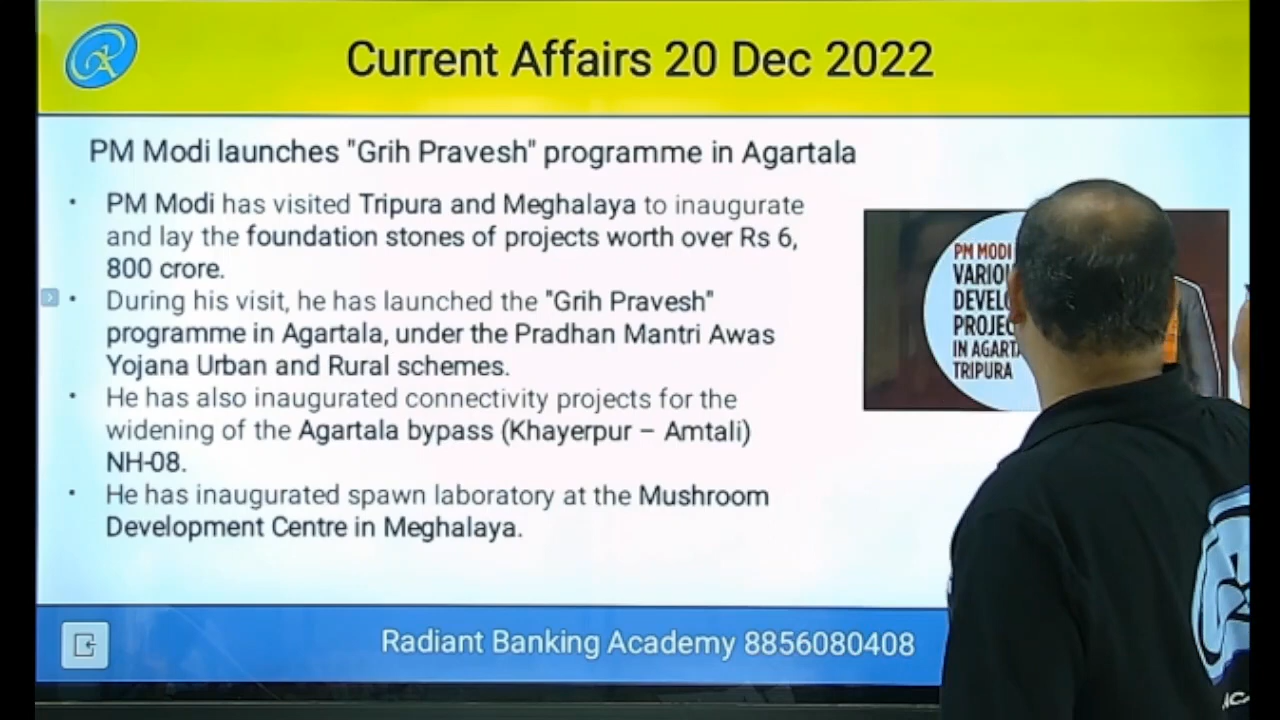 Current Affairs 20 Dec 2022
PM Modi launches "Grih Pravesh" programme in Agartala
• PM Modi has visited Tripura and Meghalaya to inaugurate
and lay the foundation stones of projects worth over Rs 6,
800 crore.
• During his visit, he has launched the "Grih Pravesh"
programme in Agartala, under the Pradhan Mantri Awas
Yojana Urban and Rural schemes.
• He has also inaugurated connectivity projects for the
widening of the Agartala bypass (Khayerpur – Amtali)
NH-08.
• He has inaugurated spawn laboratory at the Mushroom
Development Centre in Meghalaya.
PM MODI
IN
TRIPURA
Radiant Banking Academy 8856080408